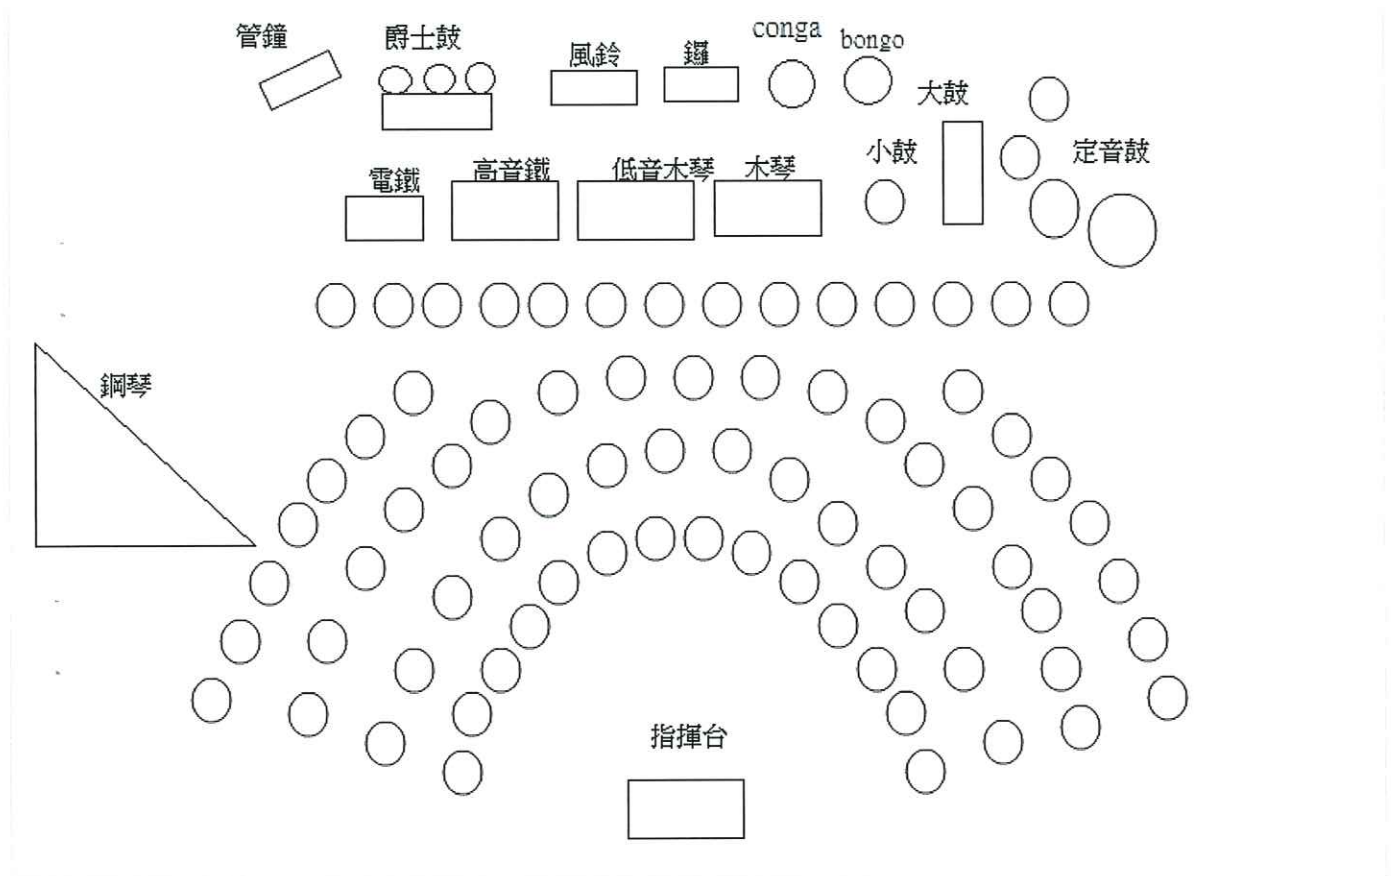 管鐘
爵士鼓
風鈴
鑼
conga
bongo
大鼓
小鼓
定音鼓
電鐵
高音鐵
低音木琴
木琴
鋼琴
指揮台